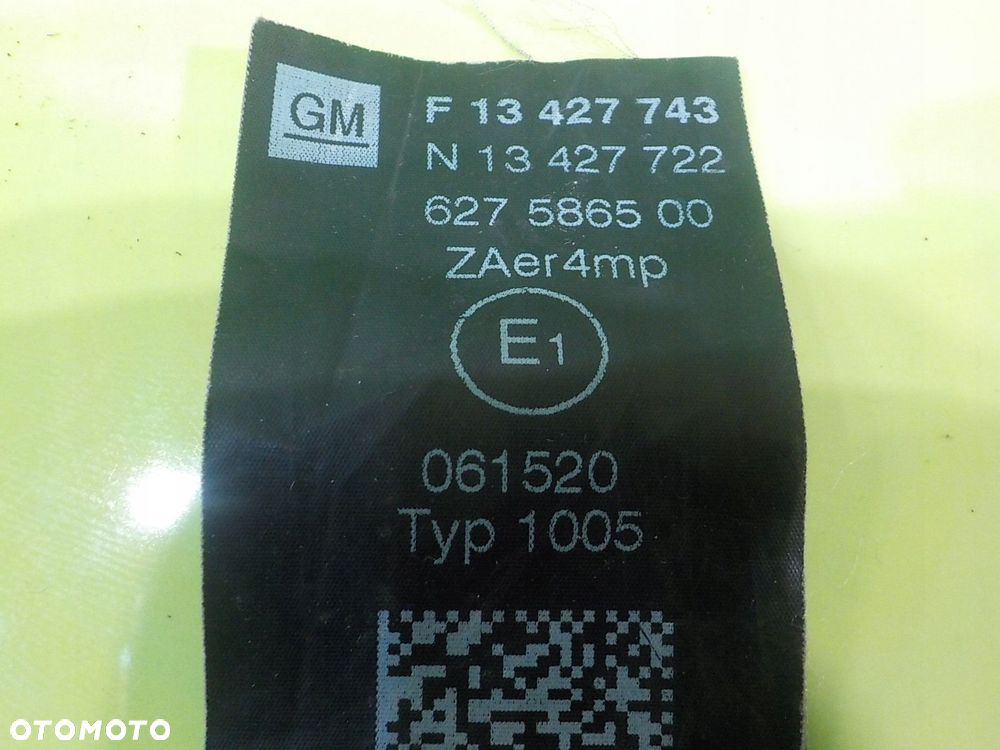 GM
F 13 427 743
N 13 427 722
627 5865 00
ZAer4mp
E1
061520
Typ 1005
OTOMOTO